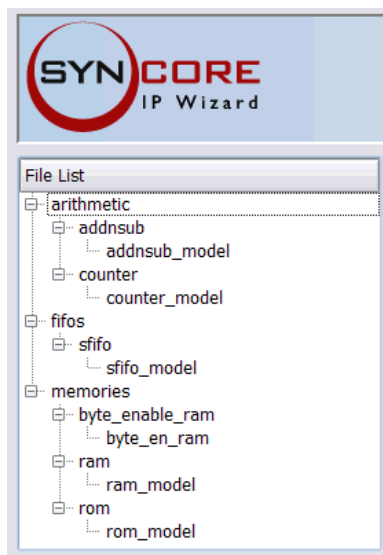 SYNCORE
IP Wizard
File List
arithmetic
addnsub
addnsub_model
counter
counter_model
fifos
sfifo
sfifo_model
memories
byte_enable_ram
byte_en_ram
ram
ram_model
rom
rom_model